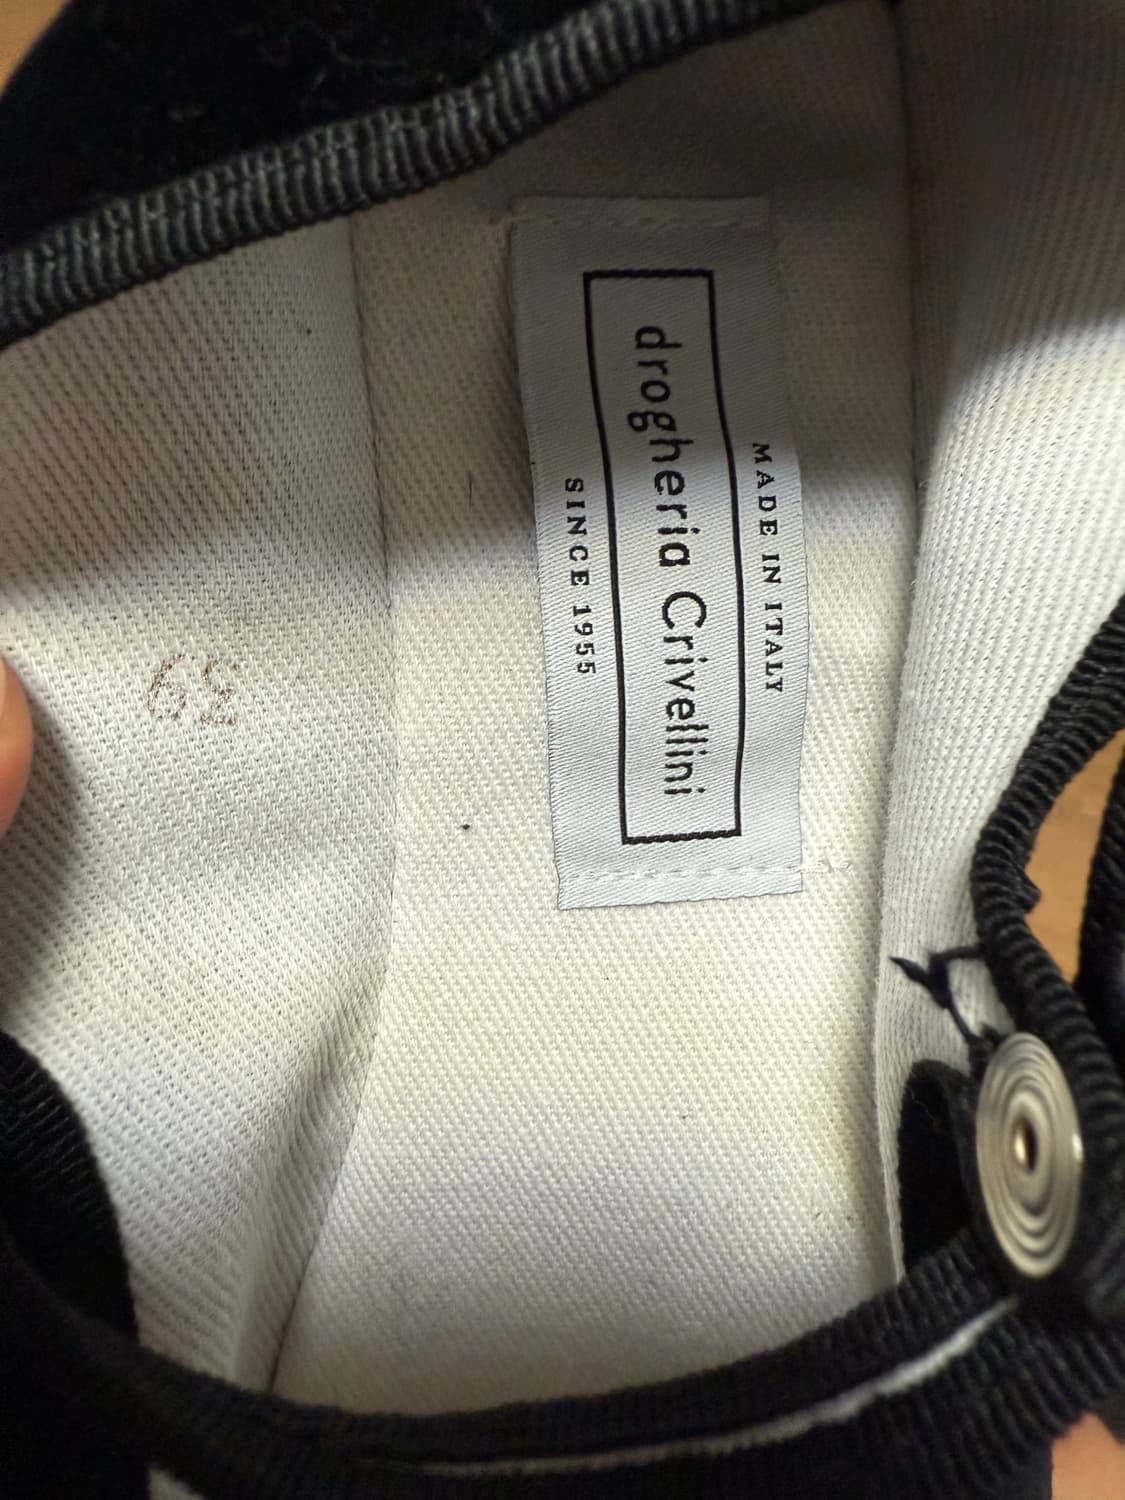 MADE IN ITALY
drogheria Crivellini
SINCE 1955
39